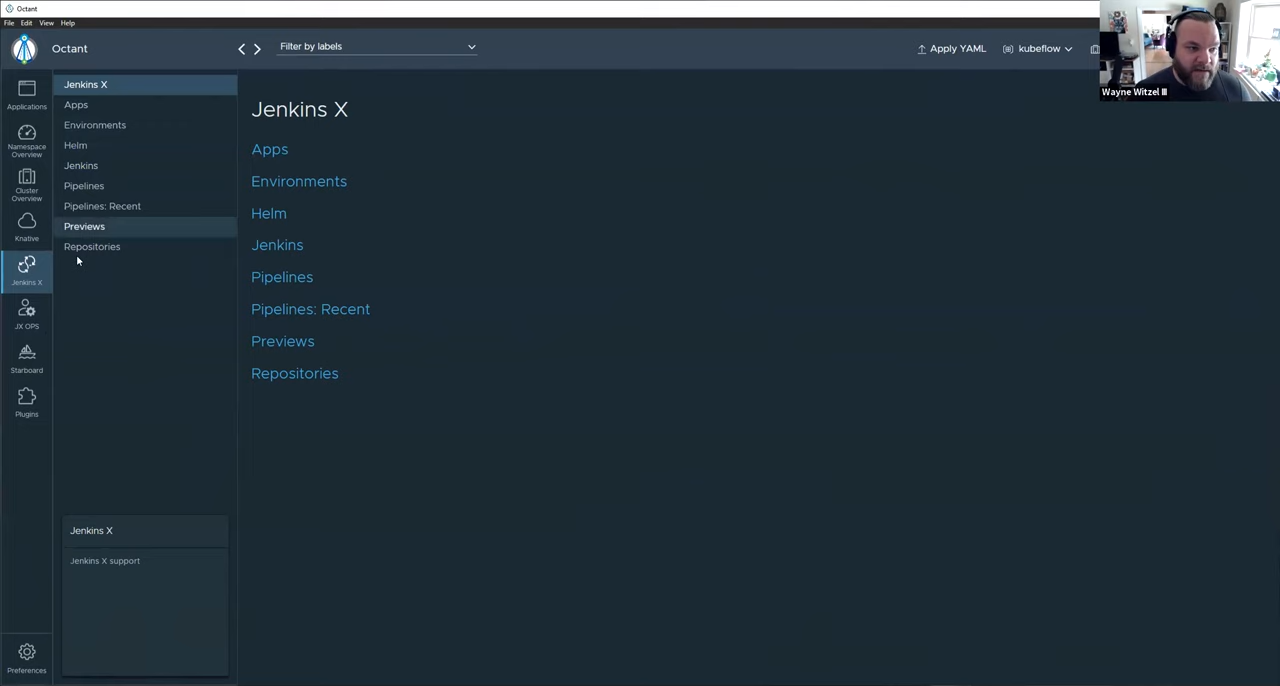 Octant
File Edit View Help
Octant
Filter by labels
Apply YAML
kubeflow
Wayne Witzel III
Applications
Namespace
Overview
Cluster
Overview
Knative
Jenkins X
JX OPS
Starboard
Plugins
Preferences
Jenkins X
Apps
Environments
Helm
Jenkins
Pipelines
Pipelines: Recent
Previews
Repositories
Jenkins X
Jenkins X support
Jenkins X
Apps
Environments
Helm
Jenkins
Pipelines
Pipelines: Recent
Previews
Repositories